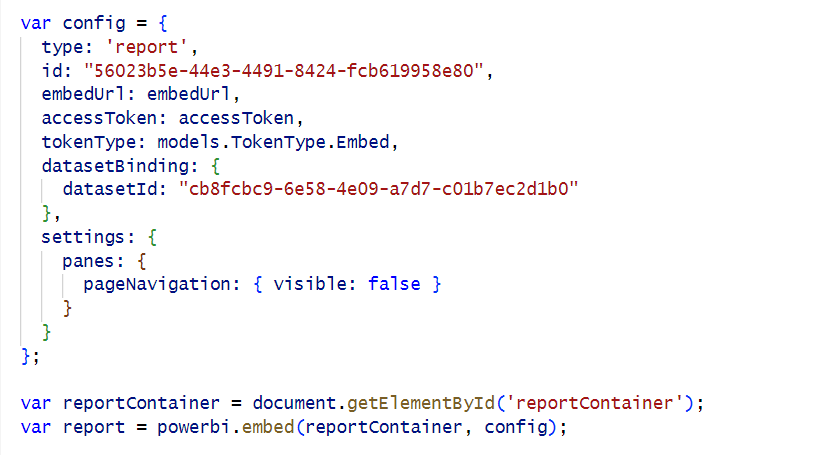 var config = {
  type: 'report',
  id: "56023b5e-44e3-4491-8424-fcb619958e80",
  embedUrl: embedUrl,
  accessToken: accessToken,
  tokenType: models.TokenType.Embed,
  datasetBinding: {
    datasetId: "cb8fcbc9-6e58-4e09-a7d7-c01b7ec2d1b0"
  },
  settings: {
    panes: {
      pageNavigation: { visible: false }
    }
  }
};

var reportContainer = document.getElementById('reportContainer');
var report = powerbi.embed(reportContainer, config);